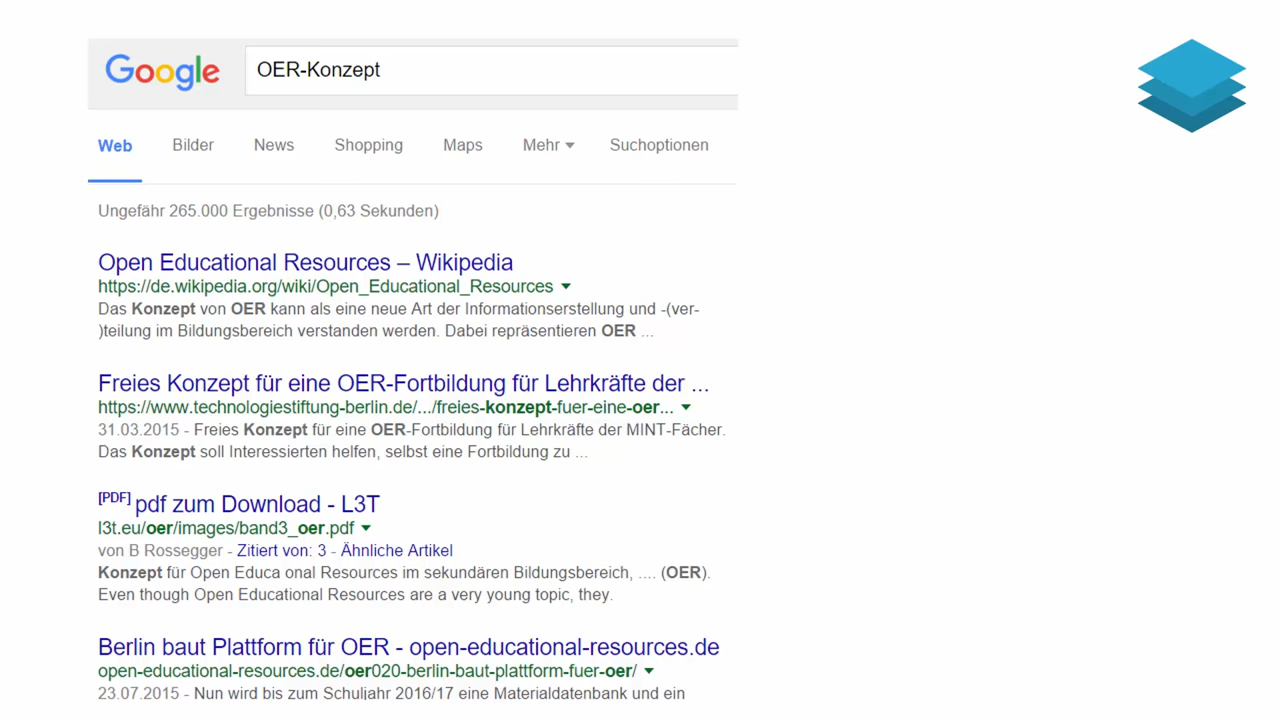 Google
OER-Konzept
Web Bilder News Shopping Maps Mehr Suchoptionen
Ungefähr 265.000 Ergebnisse (0,63 Sekunden)
Open Educational Resources – Wikipedia
https://de.wikipedia.org/wiki/Open_Educational_Resources
Das Konzept von OER kann als eine neue Art der Informationserstellung und -(ver-
)teilung im Bildungsbereich verstanden werden. Dabei repräsentieren OER ...
Freies Konzept für eine OER-Fortbildung für Lehrkräfte der ...
https://www.technologiestiftung-berlin.de/.../freies-konzept-fuer-eine-oer...
31.03.2015 - Freies Konzept für eine OER-Fortbildung für Lehrkräfte der MINT-Fächer.
Das Konzept soll Interessierten helfen, selbst eine Fortbildung zu ...
[PDF] pdf zum Download - L3T
l3t.eu/oer/images/band3_oer.pdf
von B Rossegger - Zitiert von: 3 - Ähnliche Artikel
Konzept für Open Educa onal Resources im sekundären Bildungsbereich, .... (OER).
Even though Open Educational Resources are a very young topic, they.
Berlin baut Plattform für OER - open-educational-resources.de
open-educational-resources.de/oer020-berlin-baut-plattform-fuer-oer/
23.07.2015 - Nun wird bis zum Schuljahr 2016/17 eine Materialdatenbank und ein